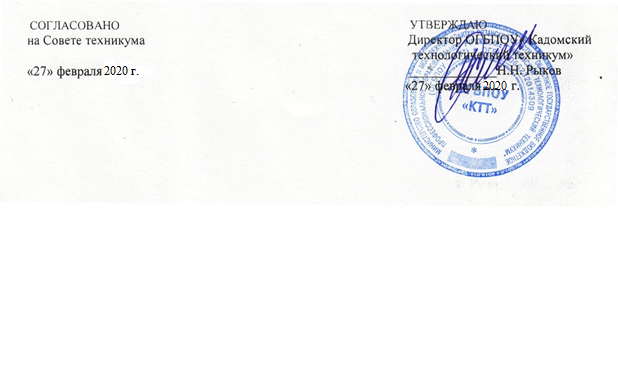 СОГЛАСОВАНО
на Совете техникума
«27» февраля 2020 г.
УТВЕРЖДАЮ
Директор ОГБПОУ «Кадомский
технологический техникум»
Н.Н. Рыков
«27» февраля 2020 г.
«КТТ»